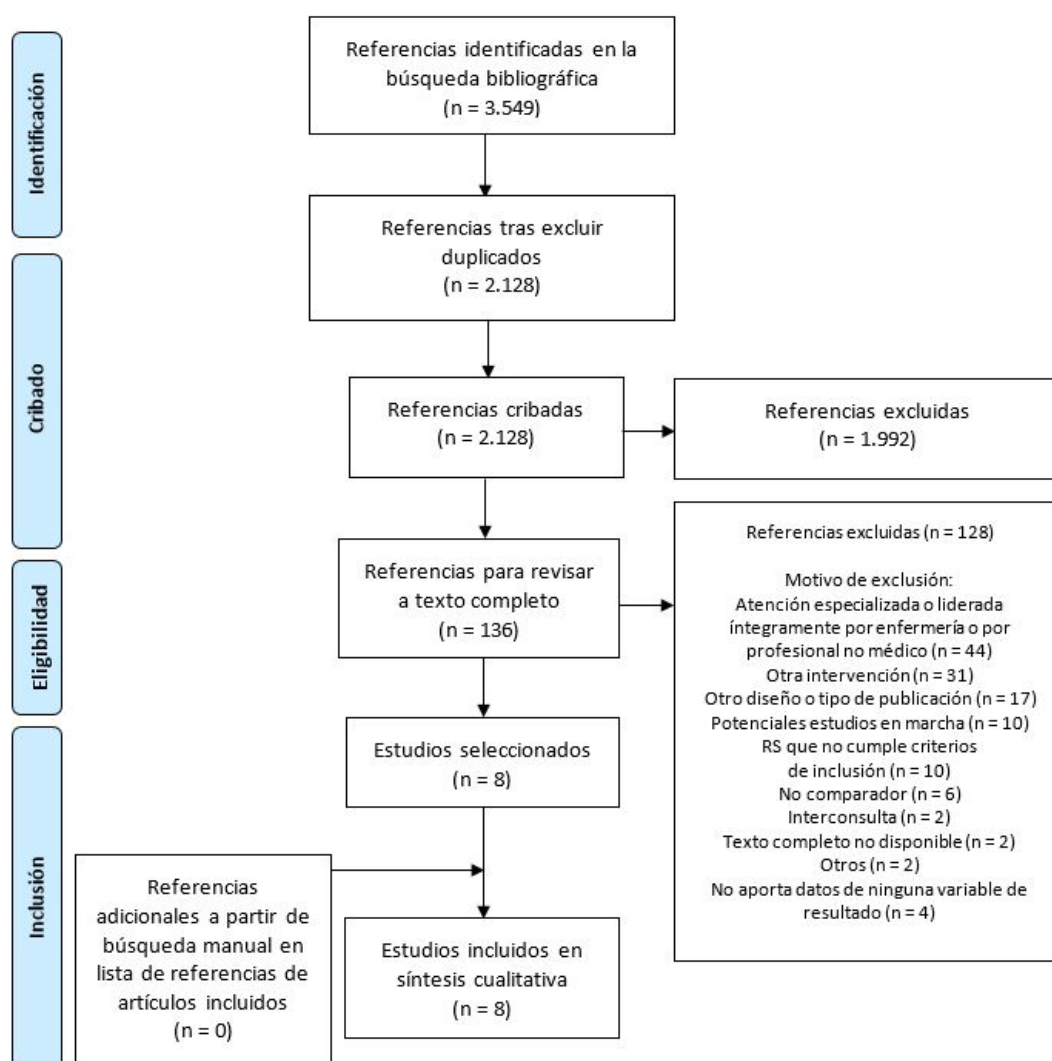 Identificación
Referencias identificadas en la
búsqueda bibliográfica
(n = 3.549)
Referencias tras excluir
duplicados
(n = 2.128)
Cribado
Referencias cribadas
(n = 2.128)
Referencias excluidas
(n = 1.992)
Eligibilidad
Referencias para revisar
a texto completo
(n = 136)
Referencias excluidas (n = 128)
Motivo de exclusión:
Atención especializada o liderada
íntegramente por enfermería o por
profesional no médico (n = 44)
Otra intervención (n = 31)
Otro diseño o tipo de publicación (n = 17)
Potenciales estudios en marcha (n = 10)
RS que no cumple criterios
de inclusión (n = 10)
No comparador (n = 6)
Interconsulta (n = 2)
Texto completo no disponible (n = 2)
Otros (n = 2)
No aporta datos de ninguna variable de
resultado (n = 4)
Inclusión
Estudios seleccionados
(n = 8)
Referencias
adicionales a partir de
búsqueda manual en
lista de referencias de
artículos incluidos
(n = 0)
Estudios incluidos en
síntesis cualitativa
(n = 8)